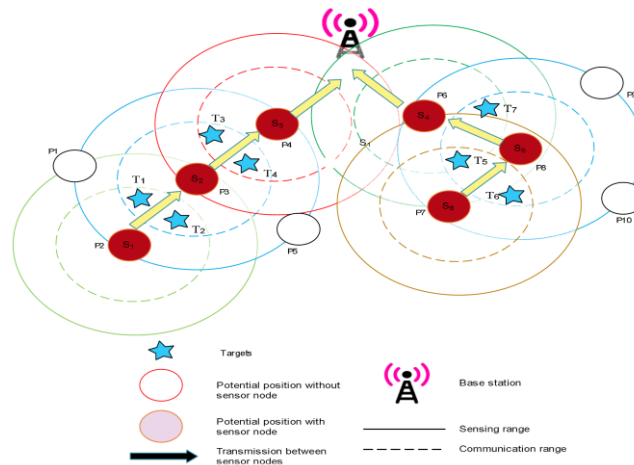 T7
P9
P6
T3
S4
S3
P1
P4
S1
S5
T5
P8
S2
T4
P3
T1
T6
P7
S6
P10
T2
P2
S1
P5
Targets
Base station
Potential position without
sensor node
Potential position with
sensor node
Sensing range
Transmission between
sensor nodes
Communication range